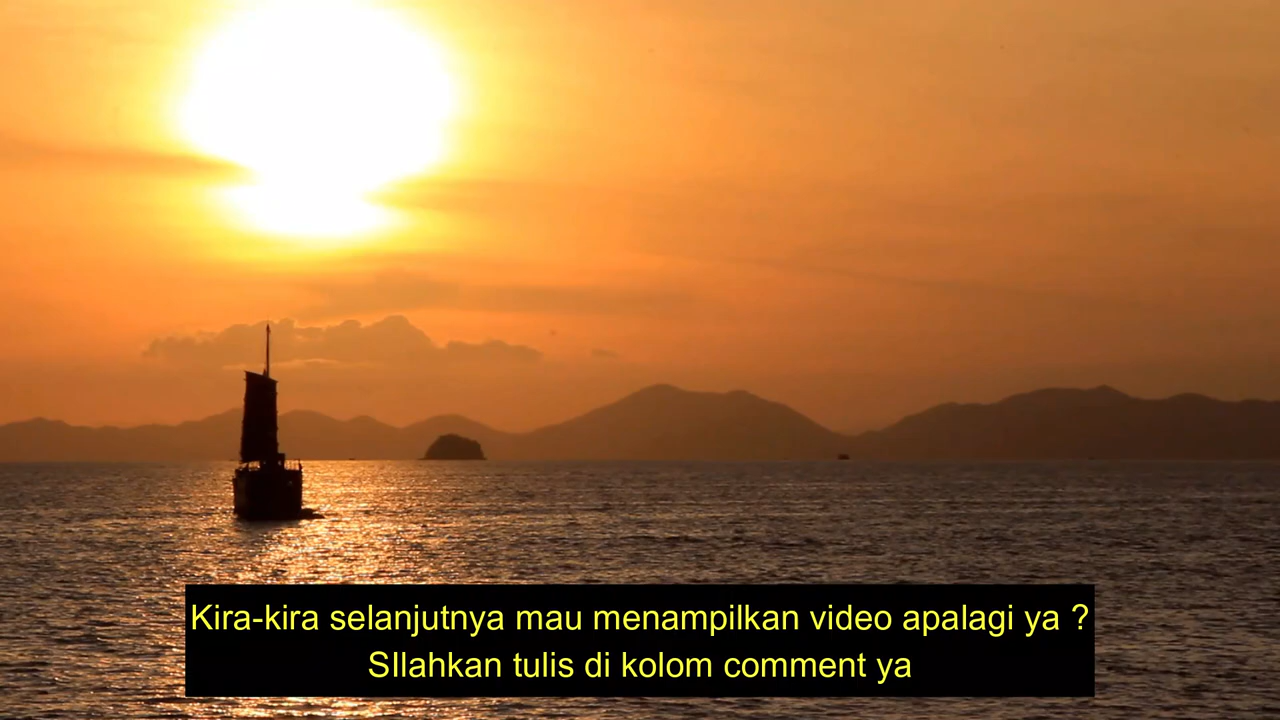 Kira-kira selanjutnya mau menampilkan video apalagi ya ?
SIlahkan tulis di kolom comment ya